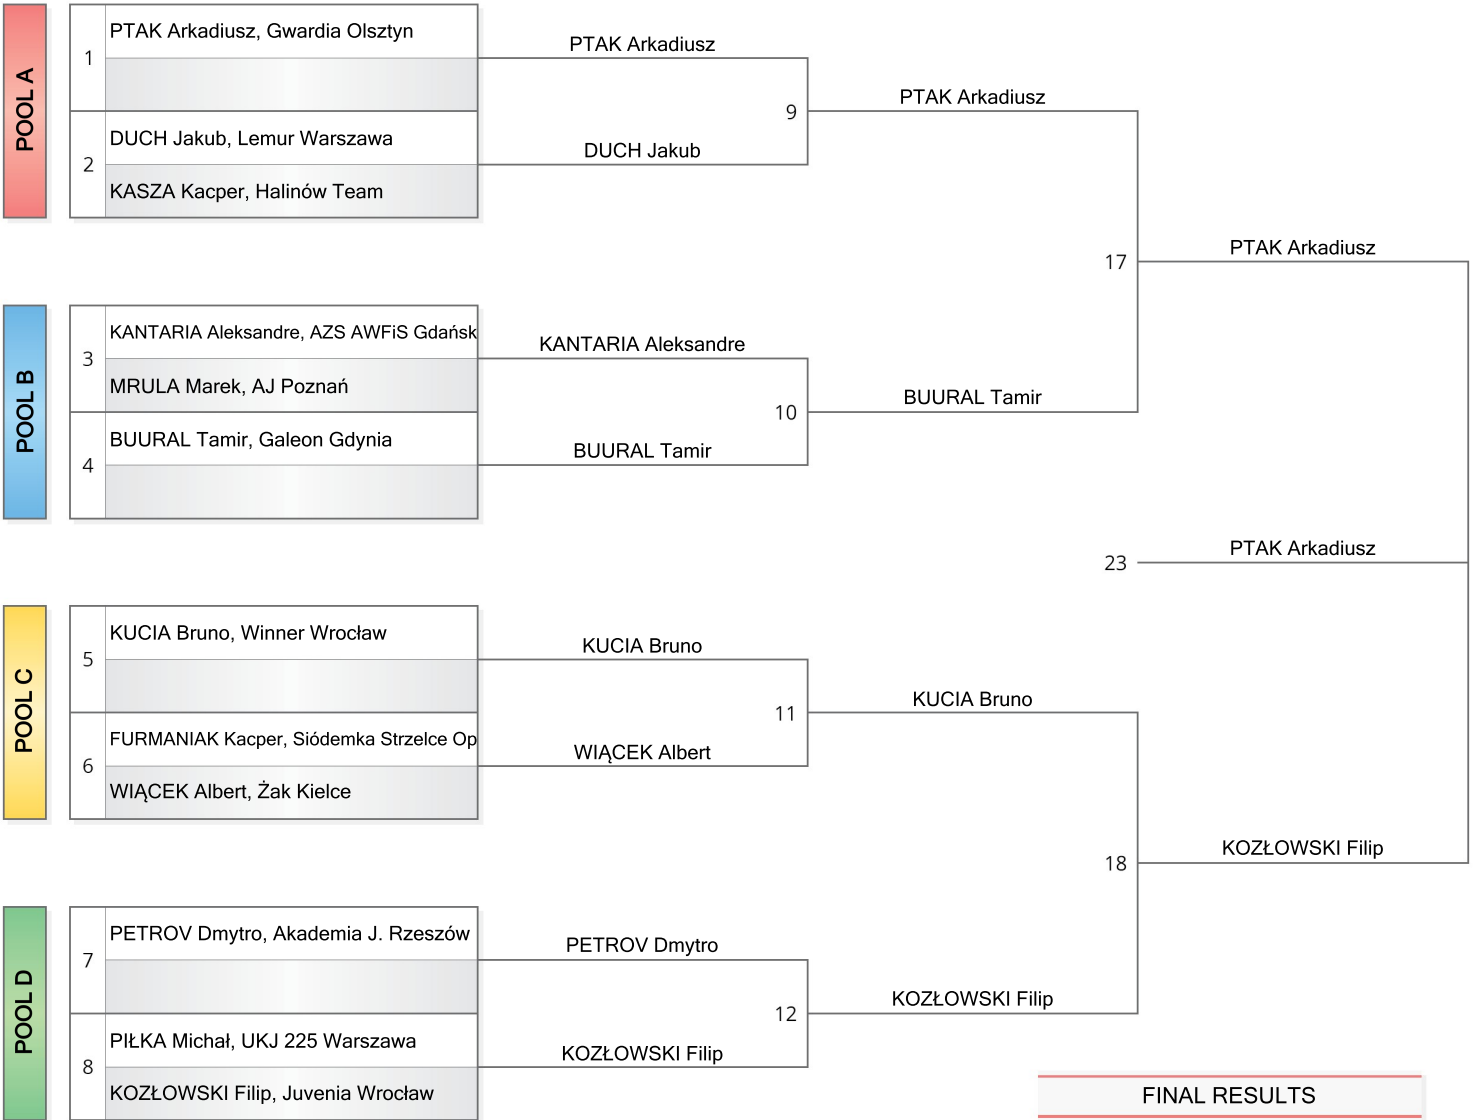 POOL A
1
PTAK Arkadiusz, Gwardia Olsztyn
2
DUCH Jakub, Lemur Warszawa
KASZA Kacper, Halinów Team
PTAK Arkadiusz
DUCH Jakub
9
PTAK Arkadiusz
POOL B
3
KANTARIA Aleksandre, AZS AWFiS Gdańsk
MRULA Marek, AJ Poznań
4
BUURAL Tamir, Galeon Gdynia
KANTARIA Aleksandre
BUURAL Tamir
10
BUURAL Tamir
17
PTAK Arkadiusz
23
PTAK Arkadiusz
POOL C
5
KUCIA Bruno, Winner Wrocław
6
FURMANIAK Kacper, Siódemka Strzelce Op
WIĄCEK Albert, Żak Kielce
KUCIA Bruno
WIĄCEK Albert
11
KUCIA Bruno
POOL D
7
PETROV Dmytro, Akademia J. Rzeszów
8
PIŁKA Michał, UKJ 225 Warszawa
KOZŁOWSKI Filip, Juvenia Wrocław
PETROV Dmytro
KOZŁOWSKI Filip
12
KOZŁOWSKI Filip
18
KOZŁOWSKI Filip
FINAL RESULTS